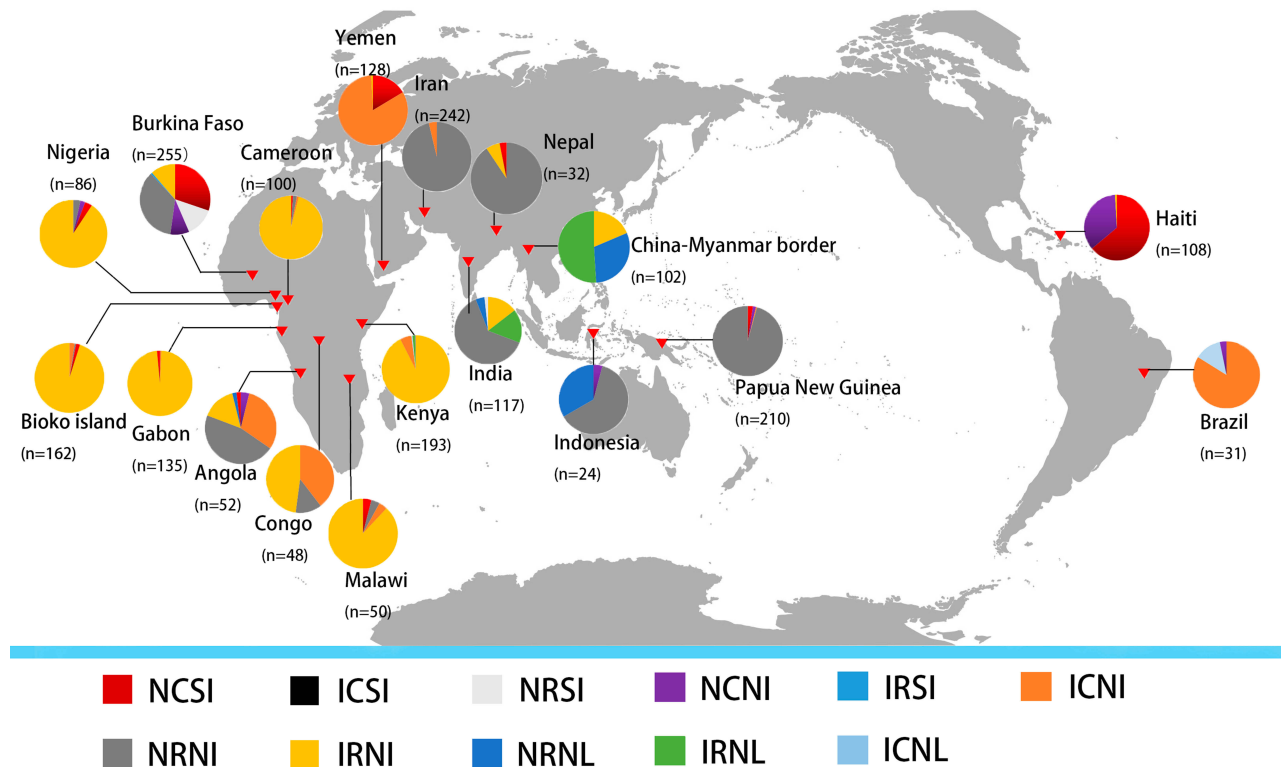 Yemen
(n=128)
Iran
(n=242)
Burkina Faso
(n=255）
Nigeria
(n=86)
Cameroon
(n=100)
Nepal
(n=32)
China-Myanmar border
(n=102)
Haiti
(n=108)
Bioko island
(n=162)
Gabon
(n=135)
Angola
(n=52)
Congo
(n=48)
Malawi
(n=50)
Kenya
(n=193)
India
(n=117)
Indonesia
(n=24)
Papua New Guinea
(n=210)
Brazil
(n=31)
NCSI
ICSI
NRSI
NCNI
IRSI
ICNI
NRNI
IRNI
NRNL
IRNL
ICNL